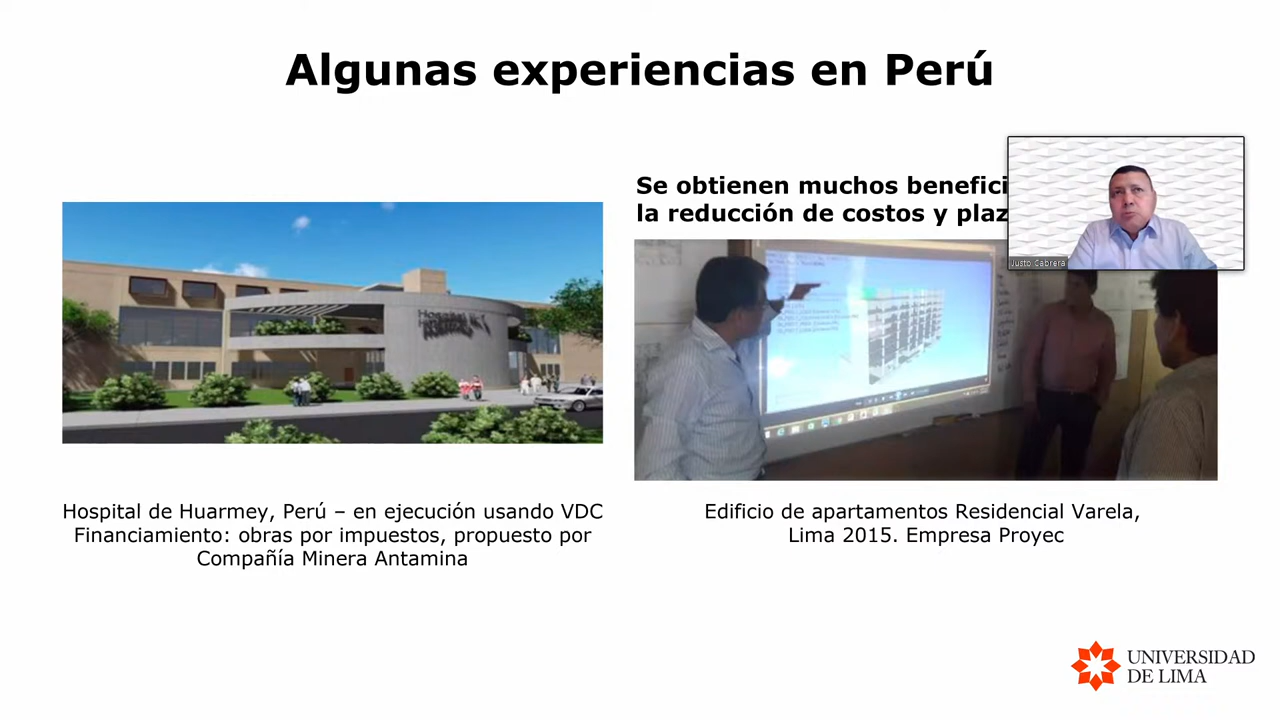 Algunas experiencias en Perú
Se obtienen muchos
la reducción de costos y
Justo Cabrera
Hospital
Hospital de Huarmey, Perú – en ejecución usando VDC
Financiamiento: obras por impuestos, propuesto por
Compañía Minera Antamina
Edificio de apartamentos Residencial Varela,
Lima 2015. Empresa Proyec
UNIVERSIDAD
DE LIMA